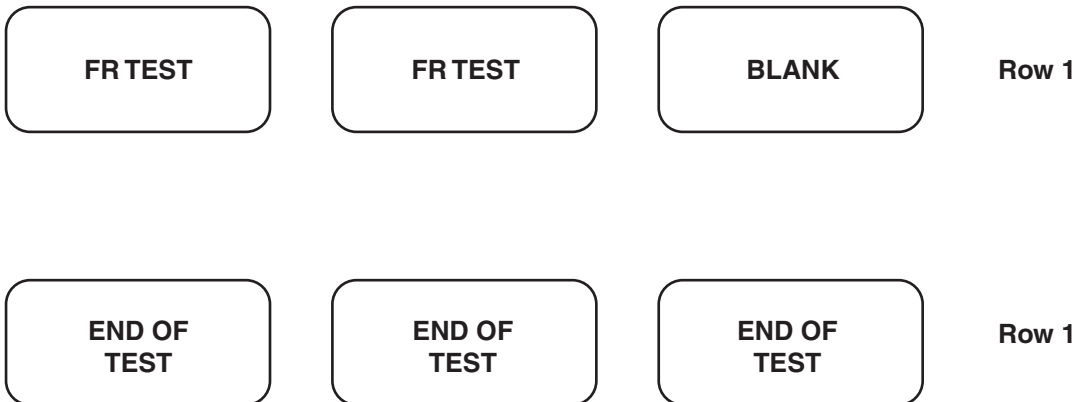 FR TEST FR TEST BLANK Row 1
END OF END OF END OF Row 1
TEST TEST TEST